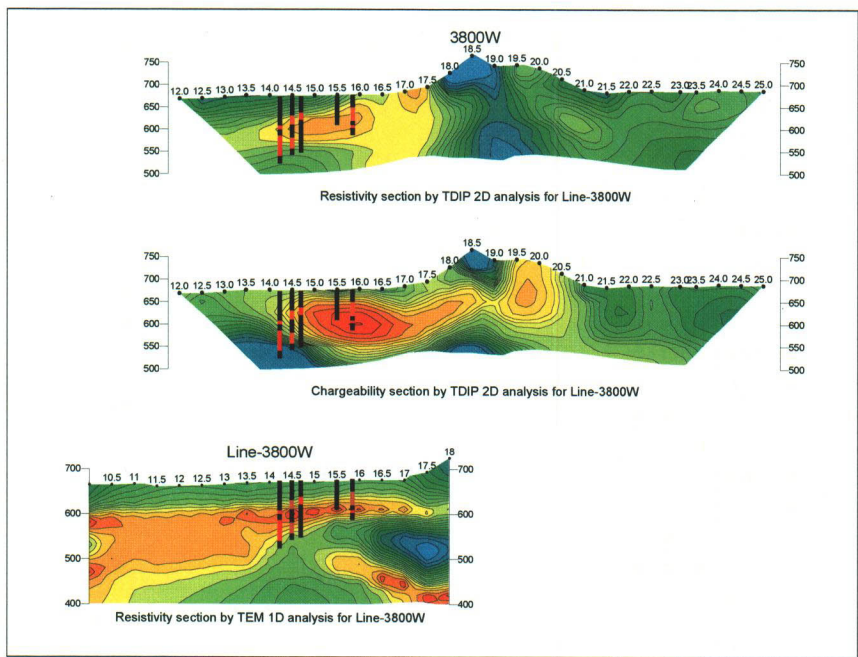 3800W
18.5
18.0 19.0 19.5 20.0
750 750
12.0 12.5 13.0 13.5 14.0 14.5 15.0 15.5 16.0 16.5 17.0 17.5 20.5 21.0 21.5 22.0 22.5 23.0 23.5 24.0 24.5 25.0
700 700
650 650
600 600
550 550
500 500
Resistivity section by TDIP 2D analysis for Line-3800W
18.5
18.0 19.0 19.5 20.0
750 750
12.0 12.5 13.0 13.5 14.0 14.5 15.0 15.5 16.0 16.5 17.0 17.5 20.5 21.0 21.5 22.0 22.5 23.0 23.5 24.0 24.5 25.0
700 700
650 650
600 600
550 550
500 500
Chargeability section by TDIP 2D analysis for Line-3800W
Line-3800W
18
700 10.5 11 11.5 12 12.5 13 13.5 14 14.5 15 15.5 16 16.5 17 17.5 700
600 600
500 500
400 400
Resistivity section by TEM 1D analysis for Line-3800W